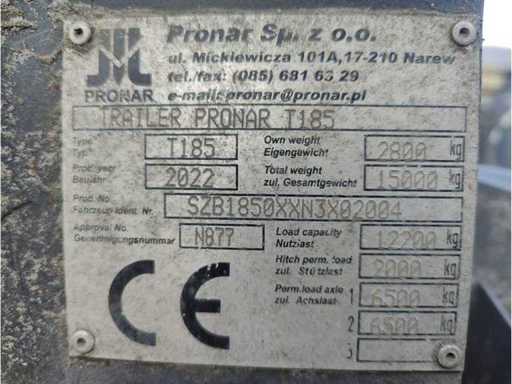 Pronar Sp. z o.o.
ul. Mickiewicza 101A,17-210 Narew
tel./fax: (085) 681 63 29
e-mail: pronar@pronar.pl
PRONAR
TRAILER PRONAR T185
Type
Typ: T185
Own weight
Eigengewicht 2800 kg
Prod. year
Baujahr 2022
Total weight
zul. Gesamtgewicht 15000 kg
Prod. No.
Fahrzeug-Ident. Nr. SZB1850XXN3X02004
Approval No
Genehmigungsnummer N877
Load capacity
Nutzlast 12200 kg
Hitch perm. load
zul. Stützlast 2000 kg
Perm. load axle
zul. Achslast 1 6500 kg
2 6500 kg
3
CE